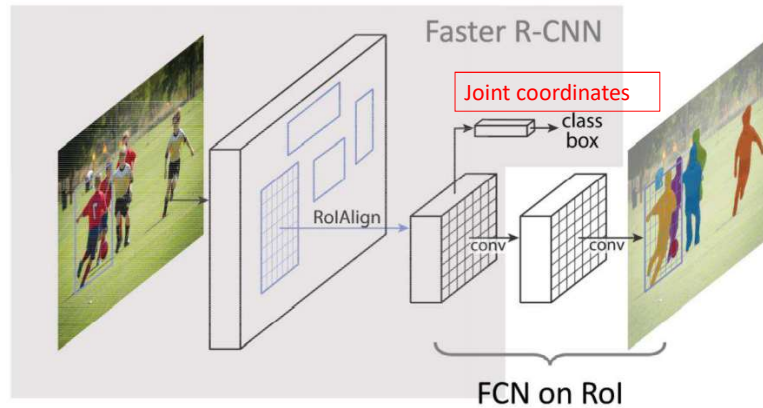 Faster R-CNN
Joint coordinates
class
box
RoIAlign
conv
conv
FCN on RoI